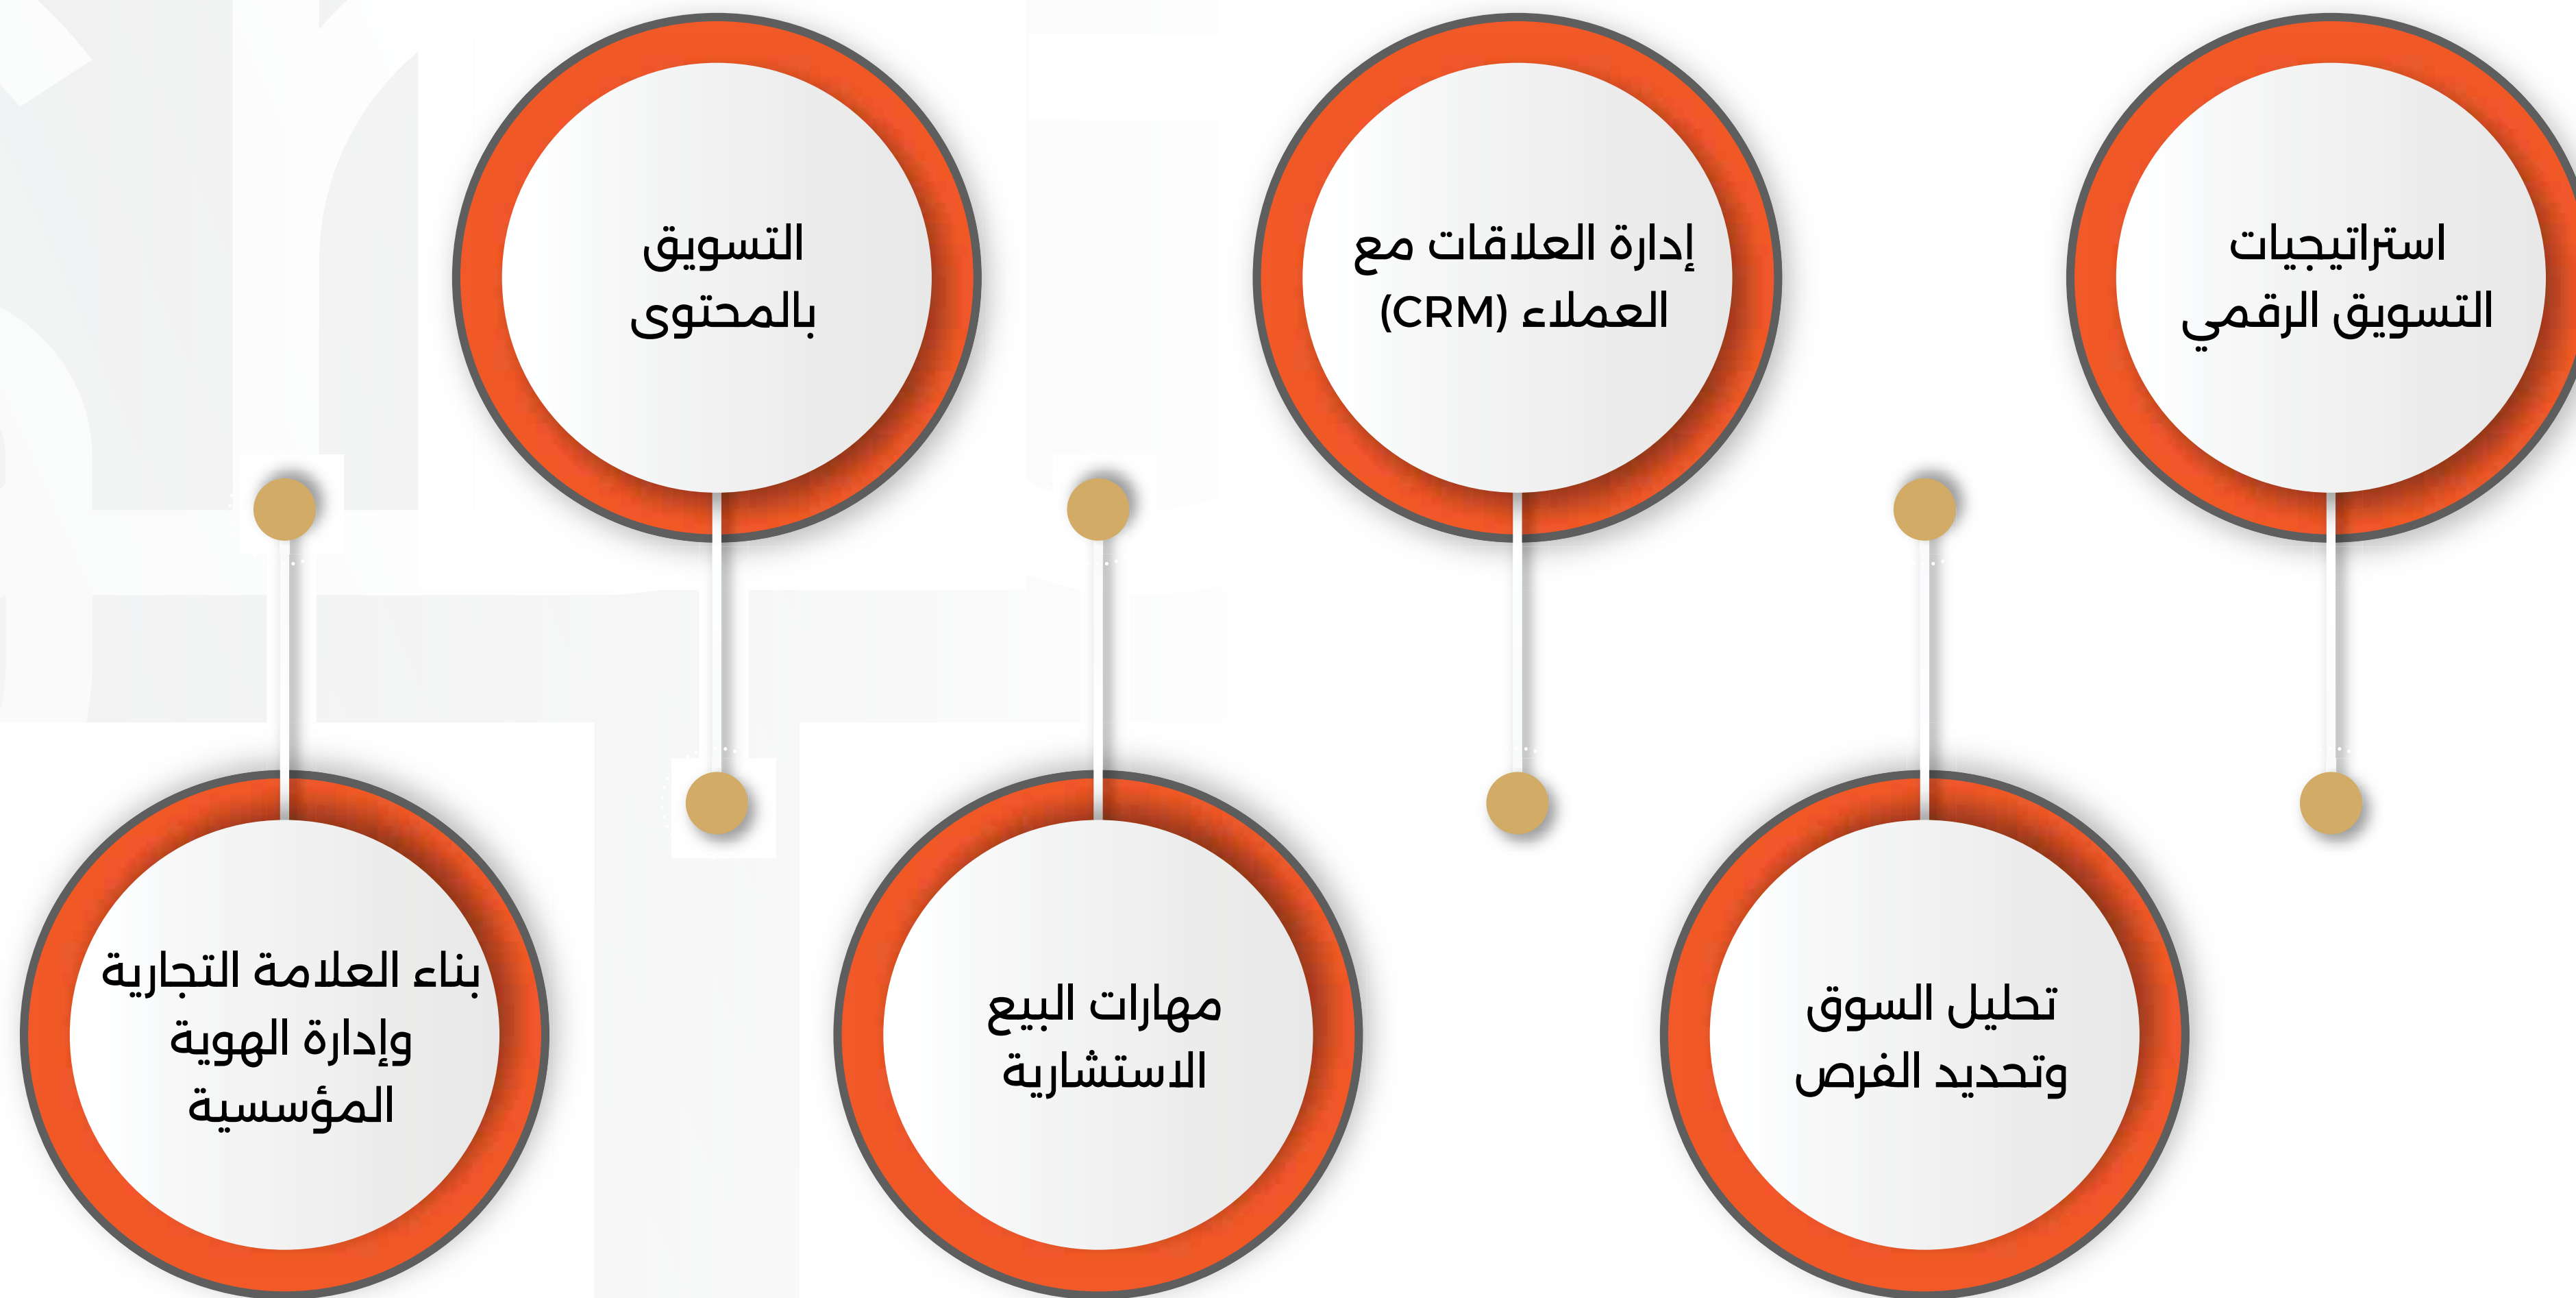 استراتيجيات
التسويق الرقمي
تحليل السوق
وتحديد الفرص
إدارة العلاقات مع
العملاء (CRM)
مهارات البيع
الاستشارية
التسويق
بالمحتوى
بناء العلامة التجارية
وإدارة الهوية
المؤسسية